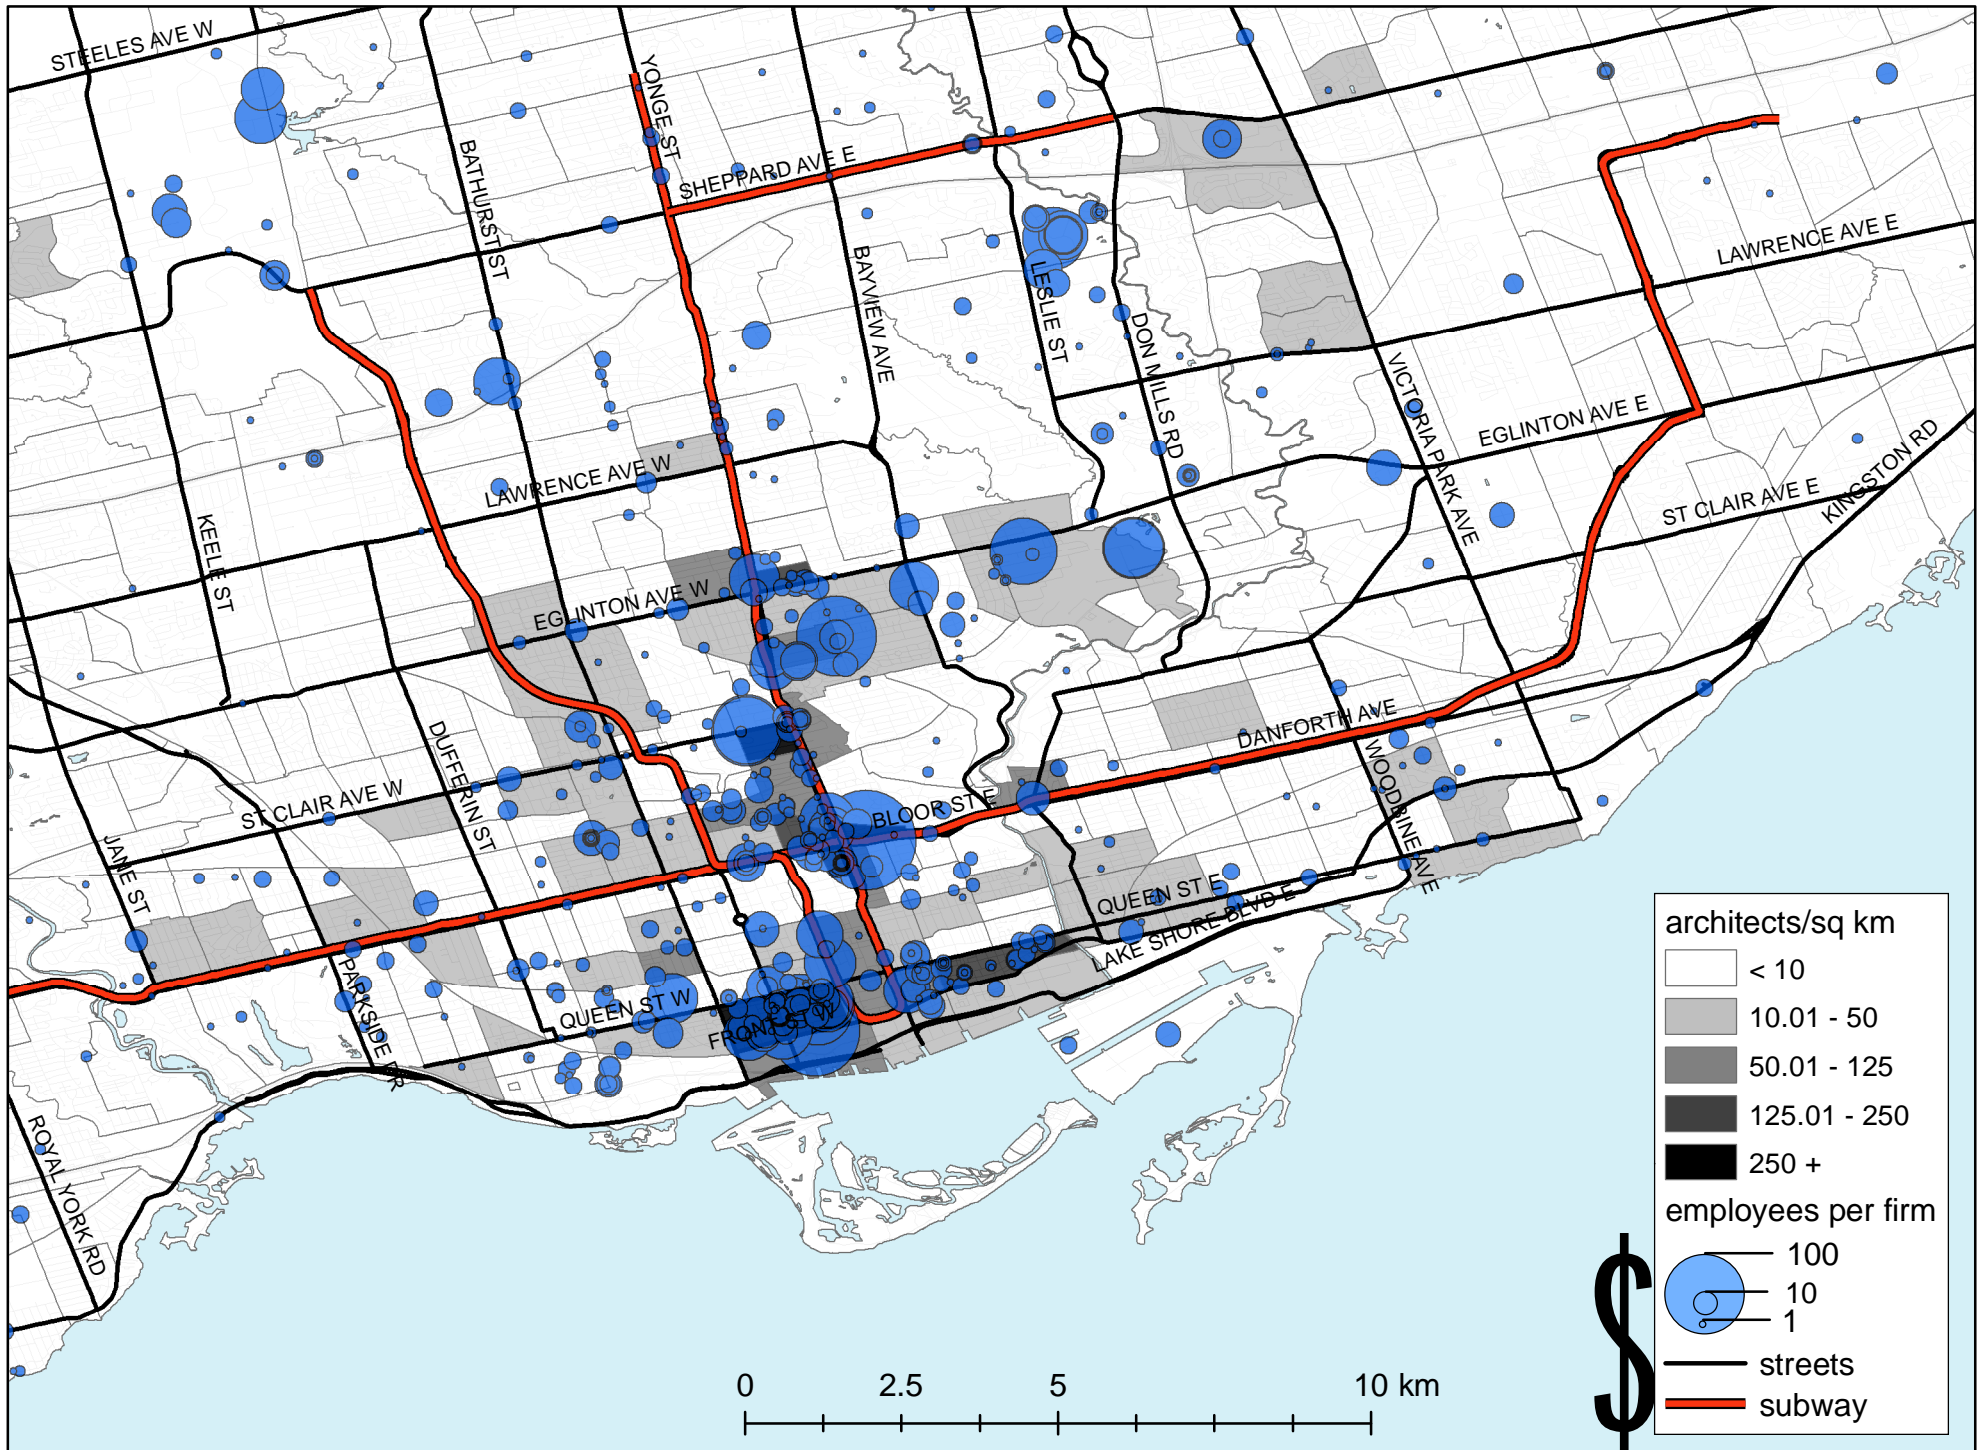 STEELES AVE W
YONGE ST
BATHURST ST
SHEPPARD AVE E
BAYVIEW AVE
LESLIE ST
DON MILLS RD
LAWRENCE AVE E
VICTORIA PARK AVE
EGLINTON AVE E
KINGSTON RD
ST CLAIR AVE E
LAWRENCE AVE W
KEELE ST
EGLINTON AVE W
DUFFERIN ST
DANFORTH AVE
WOODBINE AVE
ST CLAIR AVE W
BLOOR ST E
JANE ST
QUEEN ST E
LAKE SHORE BLVD E
PARKSIDE DR
QUEEN ST W
FRONT ST W
ROYAL YORK RD
architects/sq km
< 10
10.01 - 50
50.01 - 125
125.01 - 250
250 +
employees per firm
100
10
1
streets
subway
0 2.5 5 10 km
$